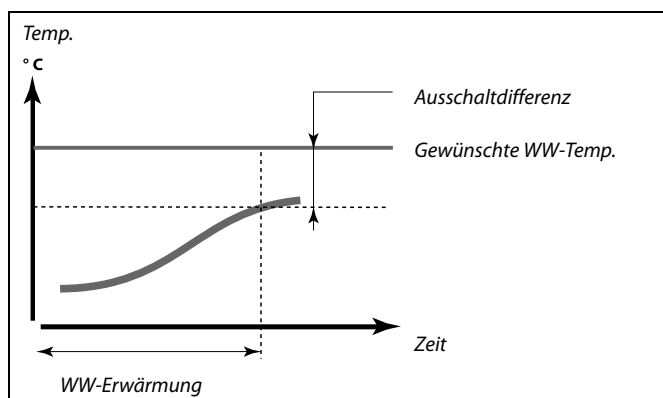 Temp.
°C
Ausschaltdifferenz
Gewünschte WW-Temp.
Zeit
WW-Erwärmung